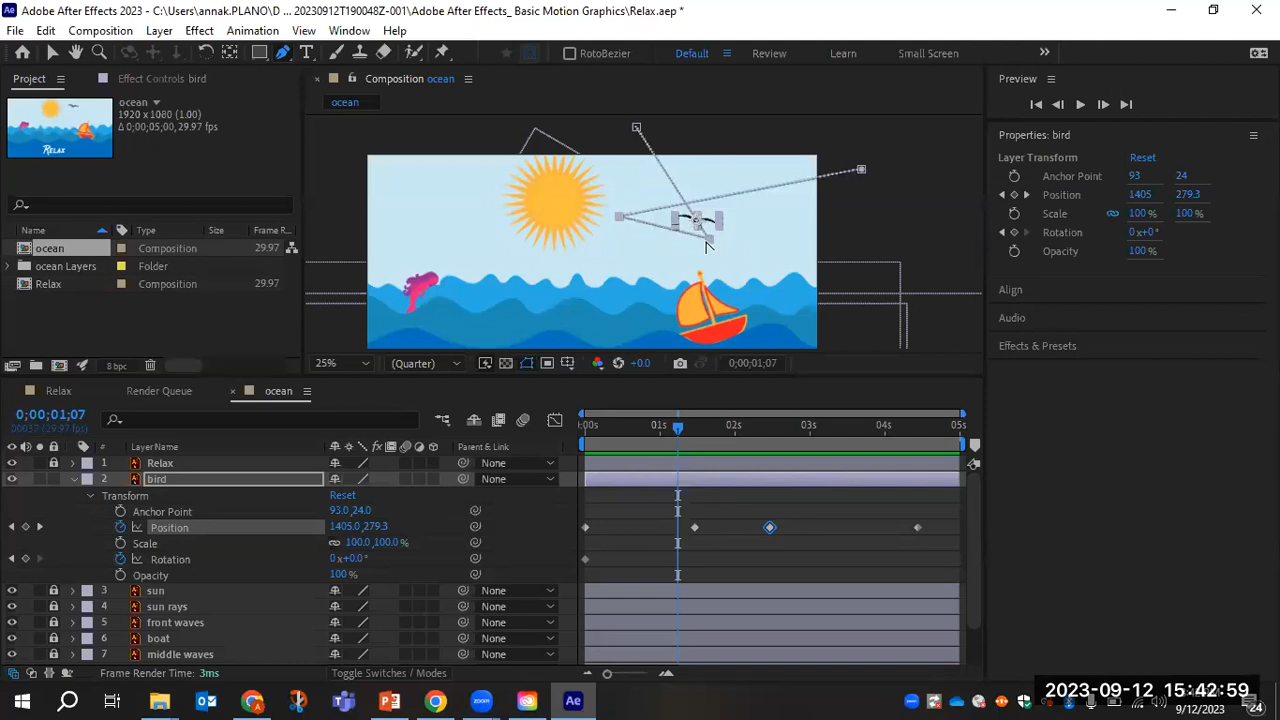 Adobe After Effects 2023 - C:\Users\annak.PLANO\D ... 20230912T190048Z-001\Adobe After Effects_ Basic Motion Graphics\Relax.aep *
File Edit Composition Layer Effect Animation View Window Help
RotoBezier Default Review Learn Small Screen
Project Effect Controls bird
Composition ocean
Preview
ocean
1920 x 1080 (1.00)
Δ 0;00;05;00, 29.97 fps
RELAX
ocean
Properties: bird
Layer Transform Reset
Anchor Point 93 24
Position 1405 279.3
Scale 100 % 100 %
Rotation 0 x+0 °
Opacity 100 %
Align
Audio
Effects & Presets
Name Type Size Frame R...
ocean Composition 29.97
ocean Layers Folder
Relax Composition 29.97
8 bpc
25% (Quarter) +0.0 0;00;01;07
Relax Render Queue ocean
0;00;01;07
00037 (29.97 fps)
:00s 01s 02s 03s 04s 05s
# Layer Name fx Parent & Link
1 Relax None
2 bird None
Transform Reset
Anchor Point 93.0,24.0
Position 1405.0,279.3
Scale 100.0,100.0%
Rotation 0 x+0.0°
Opacity 100 %
3 sun None
4 sun rays None
5 front waves None
6 boat None
7 middle waves None
Frame Render Time: 3ms Toggle Switches / Modes
Ae
2023-09-12 15:42:59
9/12/2023 24